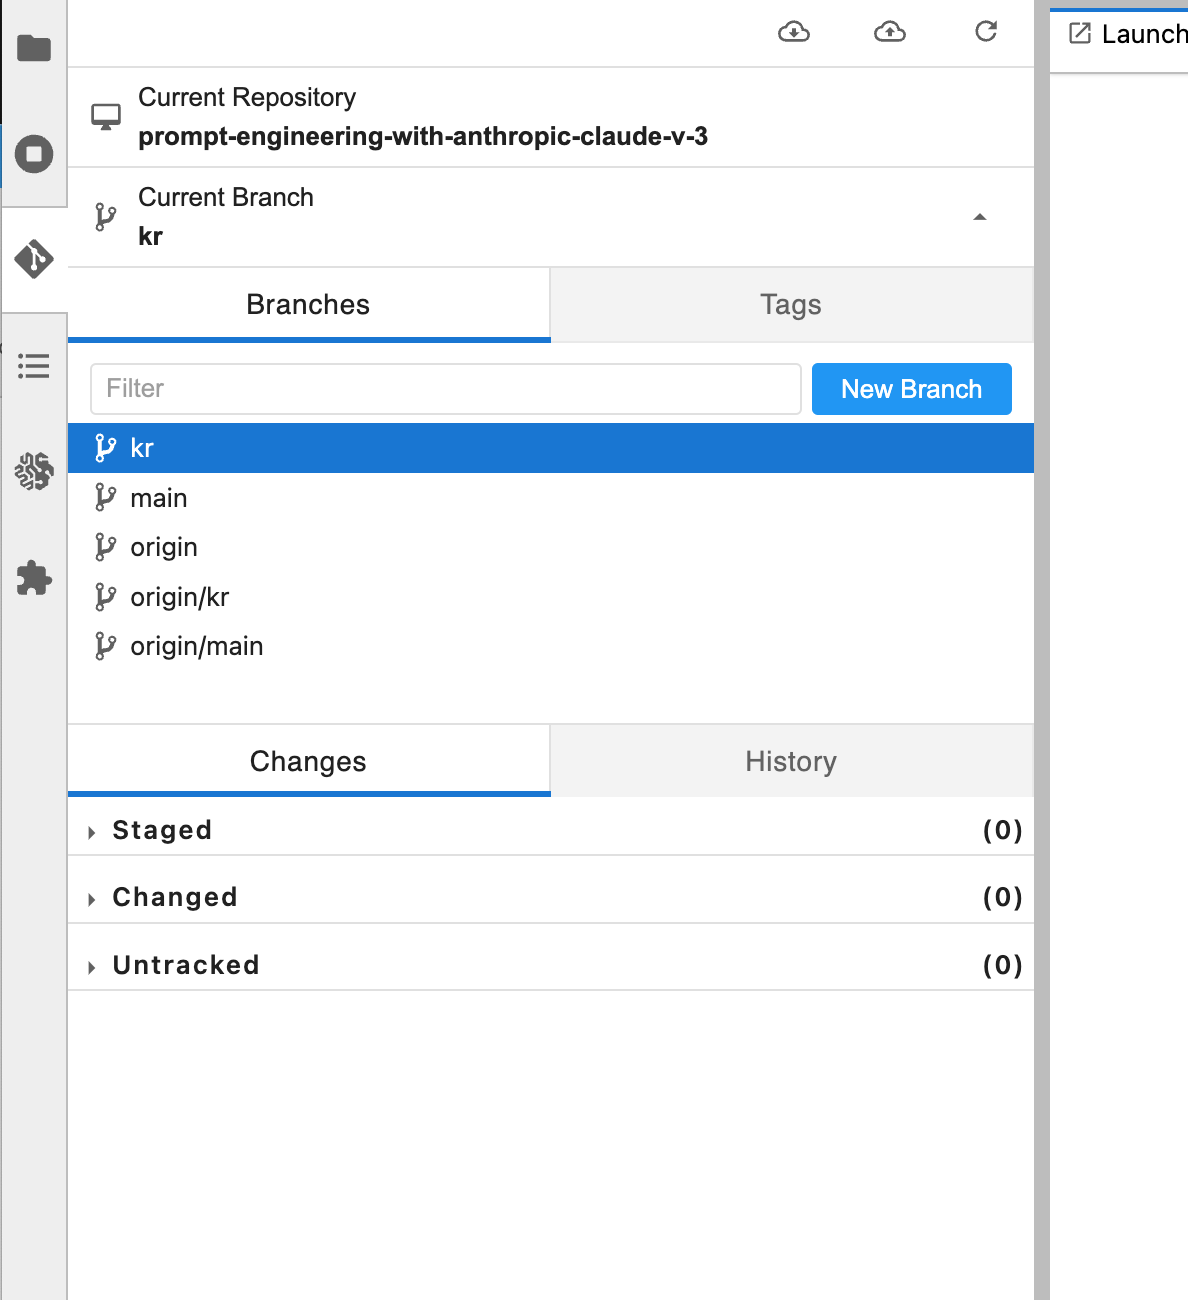 Launch
Current Repository
prompt-engineering-with-anthropic-claude-v-3
Current Branch
kr
Branches
Tags
Filter
New Branch
kr
main
origin
origin/kr
origin/main
Changes
History
Staged (0)
Changed (0)
Untracked (0)